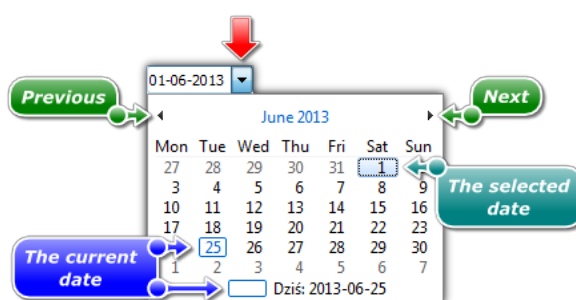 01-06-2013
Previous
Next
June 2013
Mon Tue Wed Thu Fri Sat Sun
27 28 29 30 31 1 2
3 4 5 6 7 8 9
10 11 12 13 14 15 16
17 18 19 20 21 22 23
25 26 27 28 29 30
1 2 3 4 5 6 7
Dziś: 2013-06-25
The selected
date
The current
date